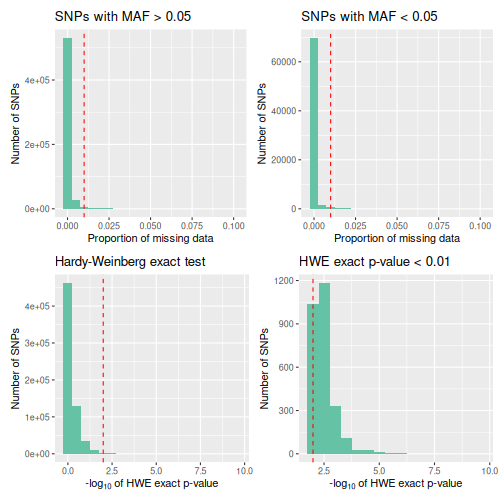 SNPs with MAF > 0.05
Number of SNPs
4e+05
2e+05
0e+00
0.000 0.025 0.050 0.075 0.100
Proportion of missing data
SNPs with MAF < 0.05
Number of SNPs
60000
40000
20000
0
0.000 0.025 0.050 0.075 0.100
Proportion of missing data
Hardy-Weinberg exact test
Number of SNPs
4e+05
3e+05
2e+05
1e+05
0e+00
0.0 2.5 5.0 7.5 10.0
-log₁₀ of HWE exact p-value
HWE exact p-value < 0.01
Number of SNPs
1200
900
600
300
0
2.5 5.0 7.5 10.0
-log₁₀ of HWE exact p-value